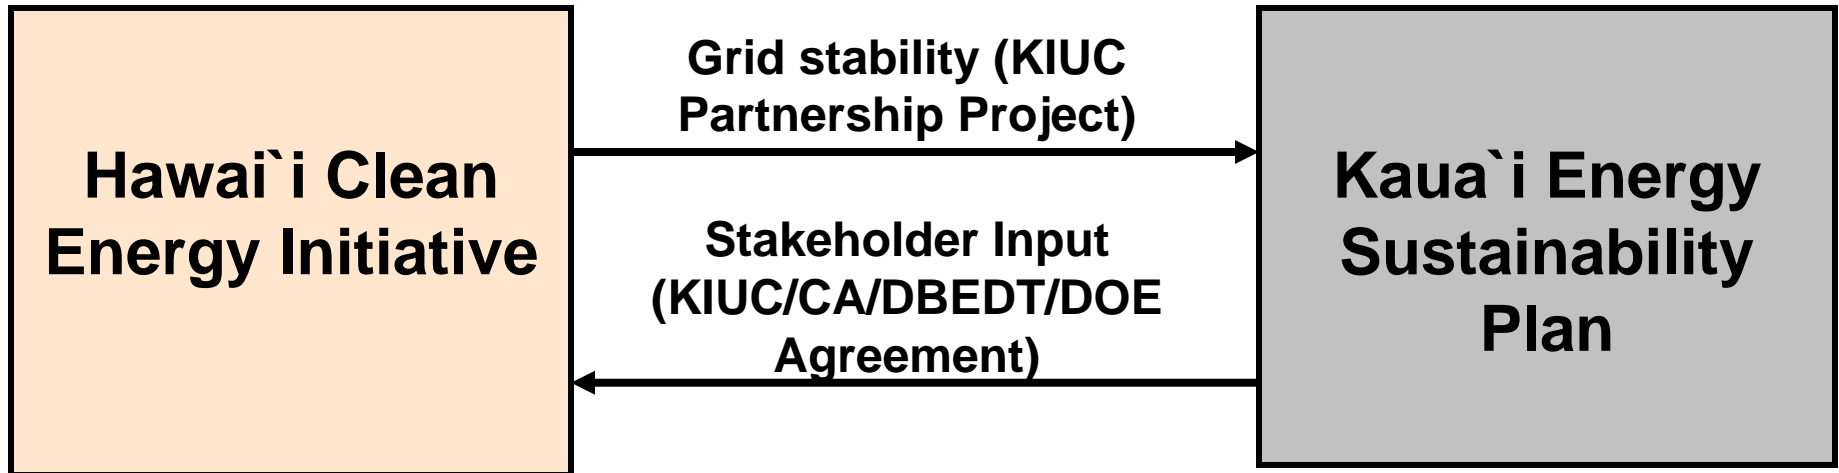 Hawai`i Clean
Energy Initiative
Grid stability (KIUC
Partnership Project)
Stakeholder Input
(KIUC/CA/DBEDT/DOE
Agreement)
Kaua`i Energy
Sustainability
Plan